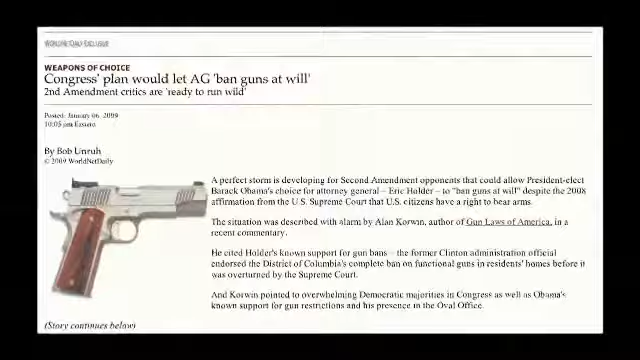 WorldNetDaily Exclusive
WEAPONS OF CHOICE
Congress' plan would let AG 'ban guns at will'
2nd Amendment critics are 'ready to run wild'
Posted: January 06, 2009
10:05 pm Eastern
By Bob Unruh
© 2009 WorldNetDaily
A perfect storm is developing for Second Amendment opponents that could allow President-elect
Barack Obama's choice for attorney general – Eric Holder – to "ban guns at will" despite the 2008
affirmation from the U.S. Supreme Court that U.S. citizens have a right to bear arms.
The situation was described with alarm by Alan Korwin, author of Gun Laws of America, in a
recent commentary.
He cited Holder's known support for gun bans – the former Clinton administration official
endorsed the District of Columbia's complete ban on functional guns in residents' homes before it
was overturned by the Supreme Court.
And Korwin pointed to overwhelming Democratic majorities in Congress as well as Obama's
known support for gun restrictions and his presence in the Oval Office.
(Story continues below)